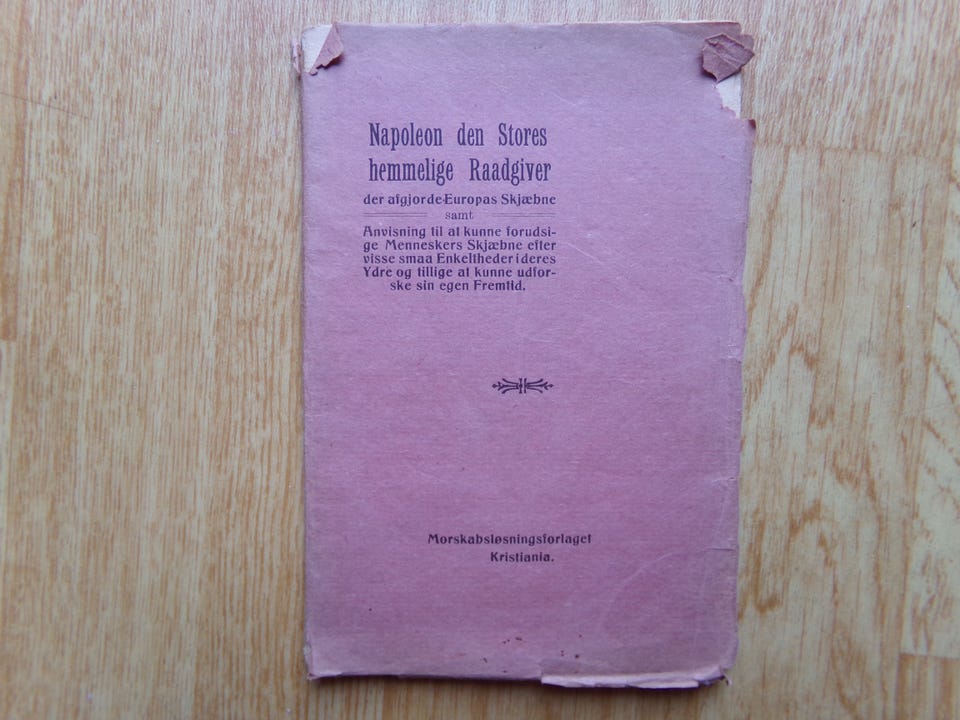 Napoleon den Stores
hemmelige Raadgiver
der afgjorde Europas Skjæbne
samt
Anvisning til at kunne forudsi-
ge Menneskers Skjæbne efter
visse smaa Enkeltheder i deres
Ydre og tillige at kunne udfor-
ske sin egen Fremtid.
Morskabsløsningsforlaget
Kristiania.